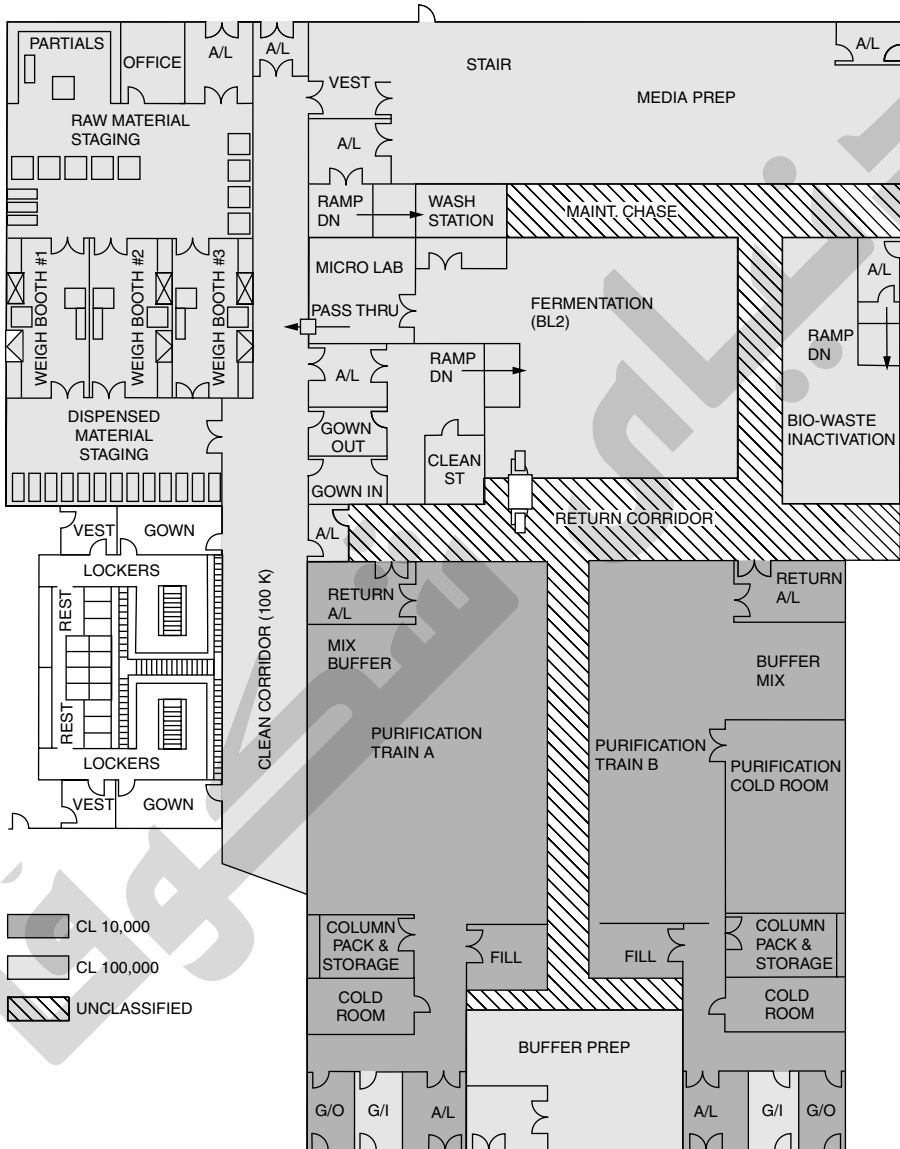 PARTIALS
OFFICE
A/L
A/L
STAIR
VEST
MEDIA PREP
A/L
RAW MATERIAL
STAGING
A/L
RAMP
DN
WASH
STATION
MAINT. CHASE
WEIGH BOOTH #1
WEIGH BOOTH #2
WEIGH BOOTH #3
MICRO LAB
PASS THRU
FERMENTATION
(BL2)
A/L
RAMP
DN
A/L
RAMP
DN
DISPENSED
MATERIAL
STAGING
GOWN
OUT
CLEAN
ST
BIO-WASTE
INACTIVATION
GOWN IN
RETURN CORRIDOR
VEST
GOWN
A/L
LOCKERS
REST
REST
LOCKERS
VEST
GOWN
CLEAN CORRIDOR (100 K)
RETURN
A/L
RETURN
A/L
MIX
BUFFER
BUFFER
MIX
PURIFICATION
TRAIN A
PURIFICATION
TRAIN B
PURIFICATION
COLD ROOM
CL 10,000
CL 100,000
UNCLASSIFIED
COLUMN
PACK &
STORAGE
FILL
FILL
COLUMN
PACK &
STORAGE
COLD
ROOM
COLD
ROOM
BUFFER PREP
G/O
G/I
A/L
A/L
G/I
G/O